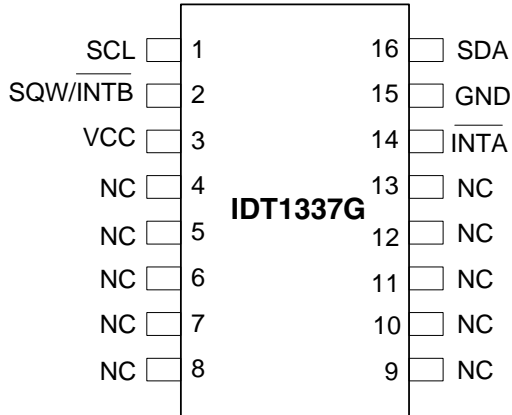 SCL 1 16 SDA
SQW/INTB 2 15 GND
VCC 3 14 INTA
NC 4 13 NC
IDT1337G
NC 5 12 NC
NC 6 11 NC
NC 7 10 NC
NC 8 9 NC